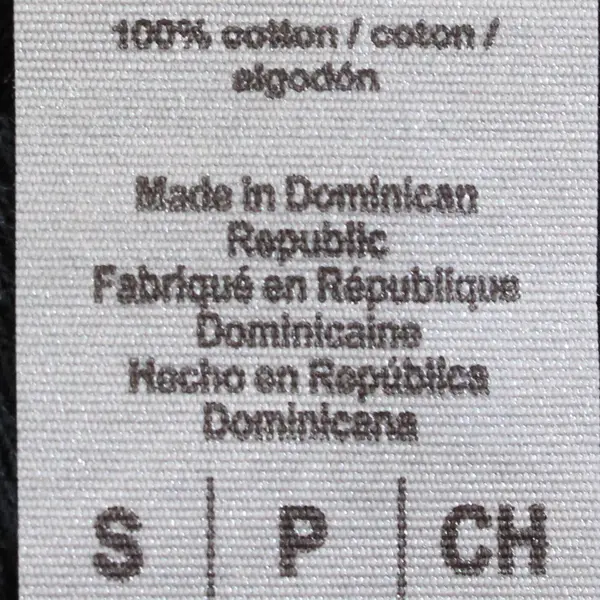 100% cotton / coton /
algodón
Made in Dominican
Republic
Fabriqué en République
Dominicaine
Hecho en República
Dominicana
S | P | CH